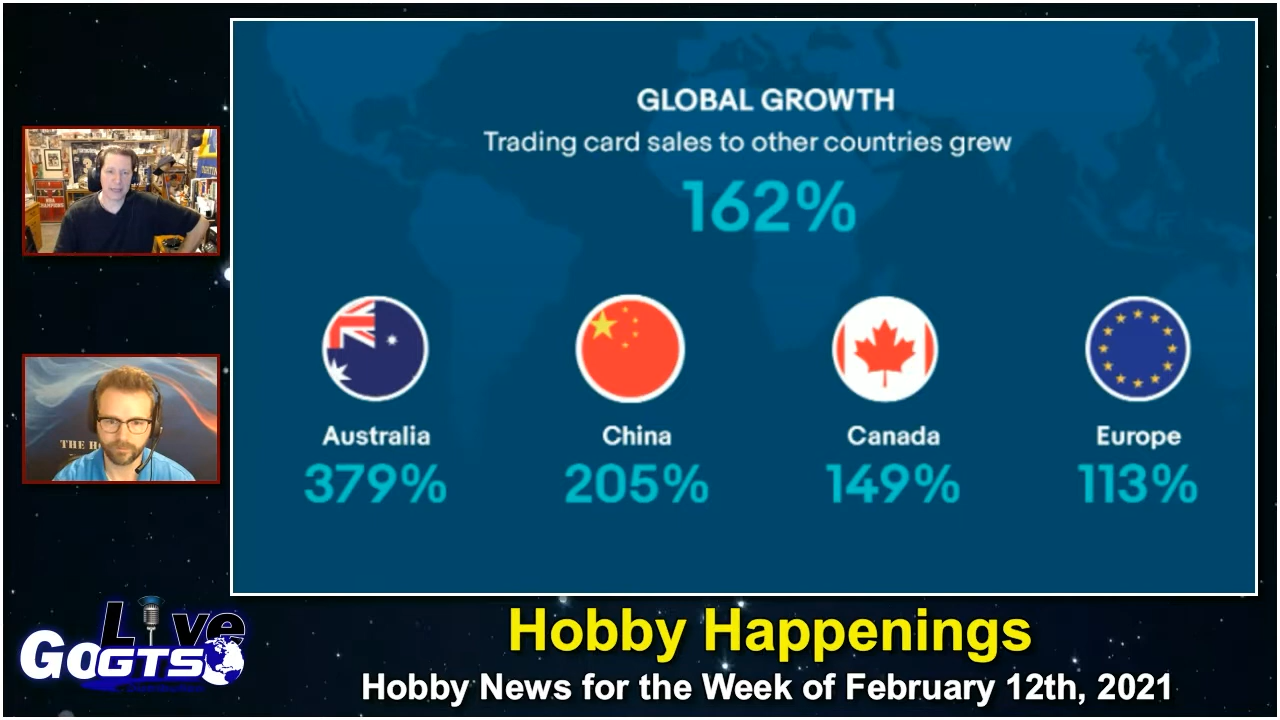 GLOBAL GROWTH
Trading card sales to other countries grew
162%
Australia
China
Canada
Europe
379%
205%
149%
113%
THE H
Live
GoGTS
Hobby Happenings
Hobby News for the Week of February 12th, 2021